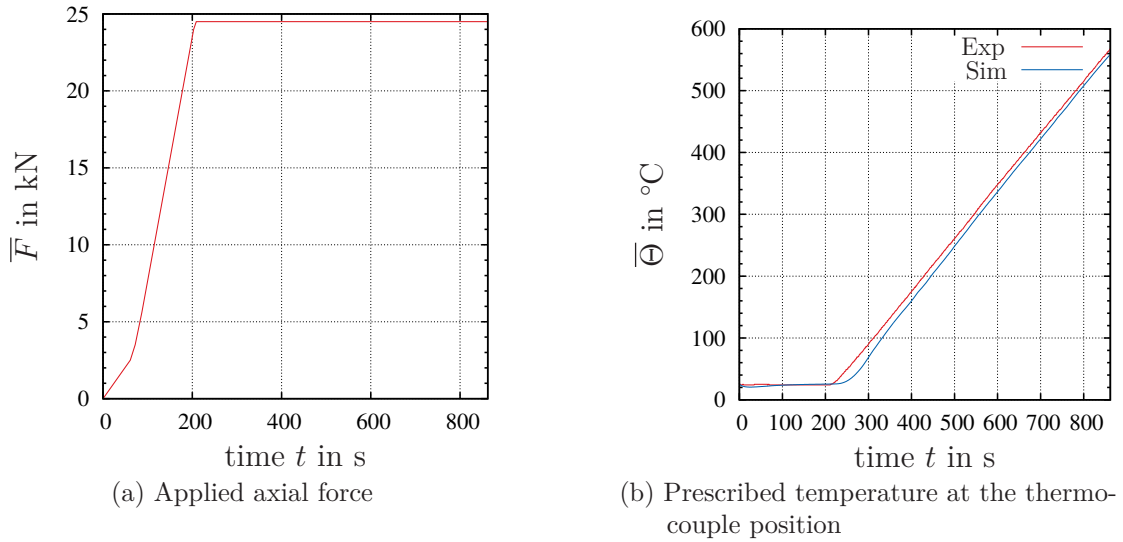 25
20
15
10
5
0
0 200 400 600 800
F̅ in kN
time t in s
(a) Applied axial force
600
500
400
300
200
100
0
0 100 200 300 400 500 600 700 800
Θ̅ in °C
Exp
Sim
time t in s
(b) Prescribed temperature at the thermo-
couple position